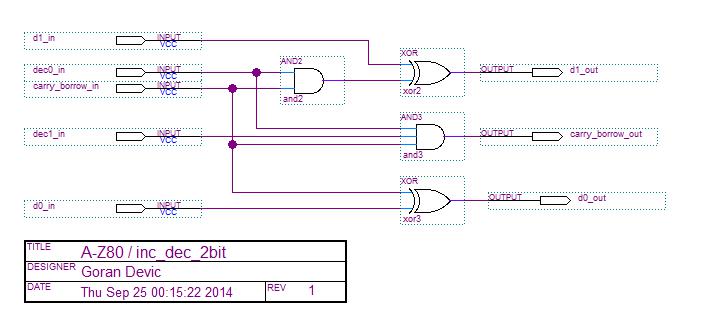 d1_in INPUT VCC
XOR
xor2
OUTPUT d1_out
dec0_in INPUT VCC
AND2
and2
carry_borrow_in INPUT VCC
dec1_in INPUT VCC
AND3
and3
OUTPUT carry_borrow_out
d0_in INPUT VCC
XOR
xor3
OUTPUT d0_out
TITLE A-Z80 / inc_dec_2bit
DESIGNER Goran Devic
DATE Thu Sep 25 00:15:22 2014 REV 1